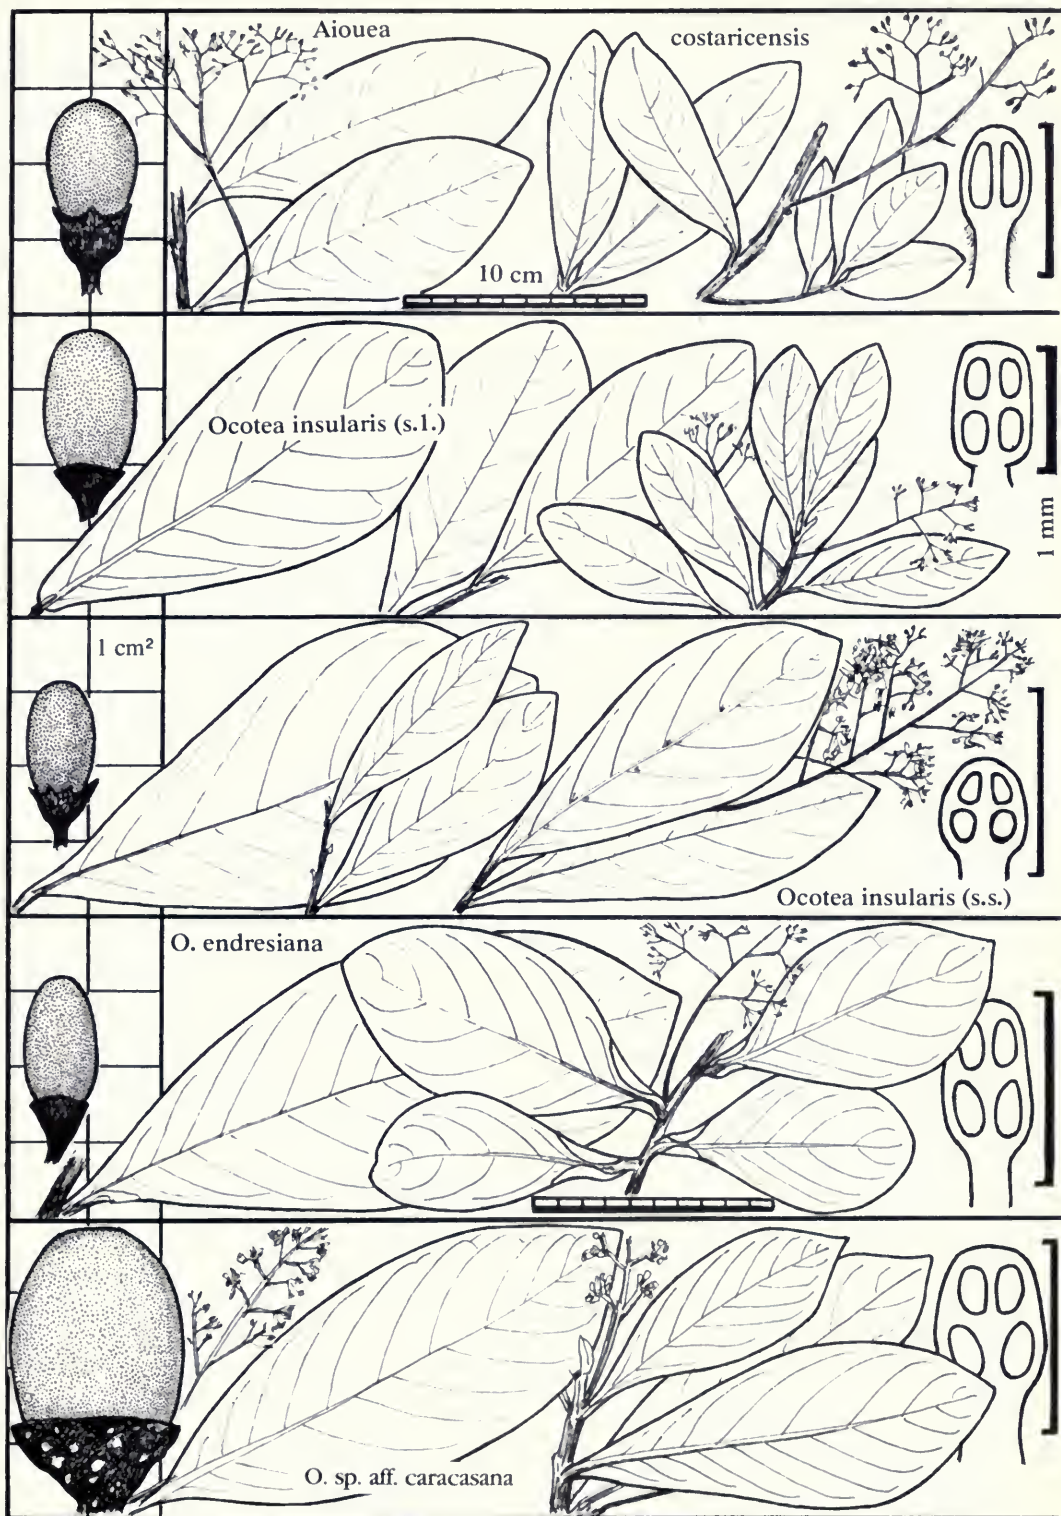 Aiouea costaricensis
10 cm
Ocotea insularis (s.l.)
1 mm
1 cm²
Ocotea insularis (s.s.)
O. endresiana
O. sp. aff. caracasana